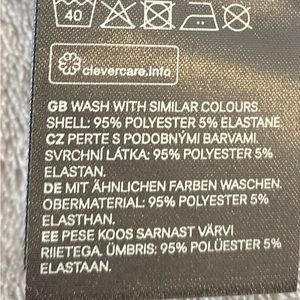 40
clevercare.info
GB WASH WITH SIMILAR COLOURS.
SHELL: 95% POLYESTER 5% ELASTANE
CZ PERTE S PODOBNÝMI BARVAMI.
SVRCHNÍ LÁTKA: 95% POLYESTER 5%
ELASTAN.
DE MIT ÄHNLICHEN FARBEN WASCHEN.
OBERMATERIAL: 95% POLYESTER 5%
ELASTHAN.
EE PESE KOOS SARNAST VÄRVI
RIIETEGA. ÜMBRIS: 95% POLÜESTER 5%
ELASTAAN.